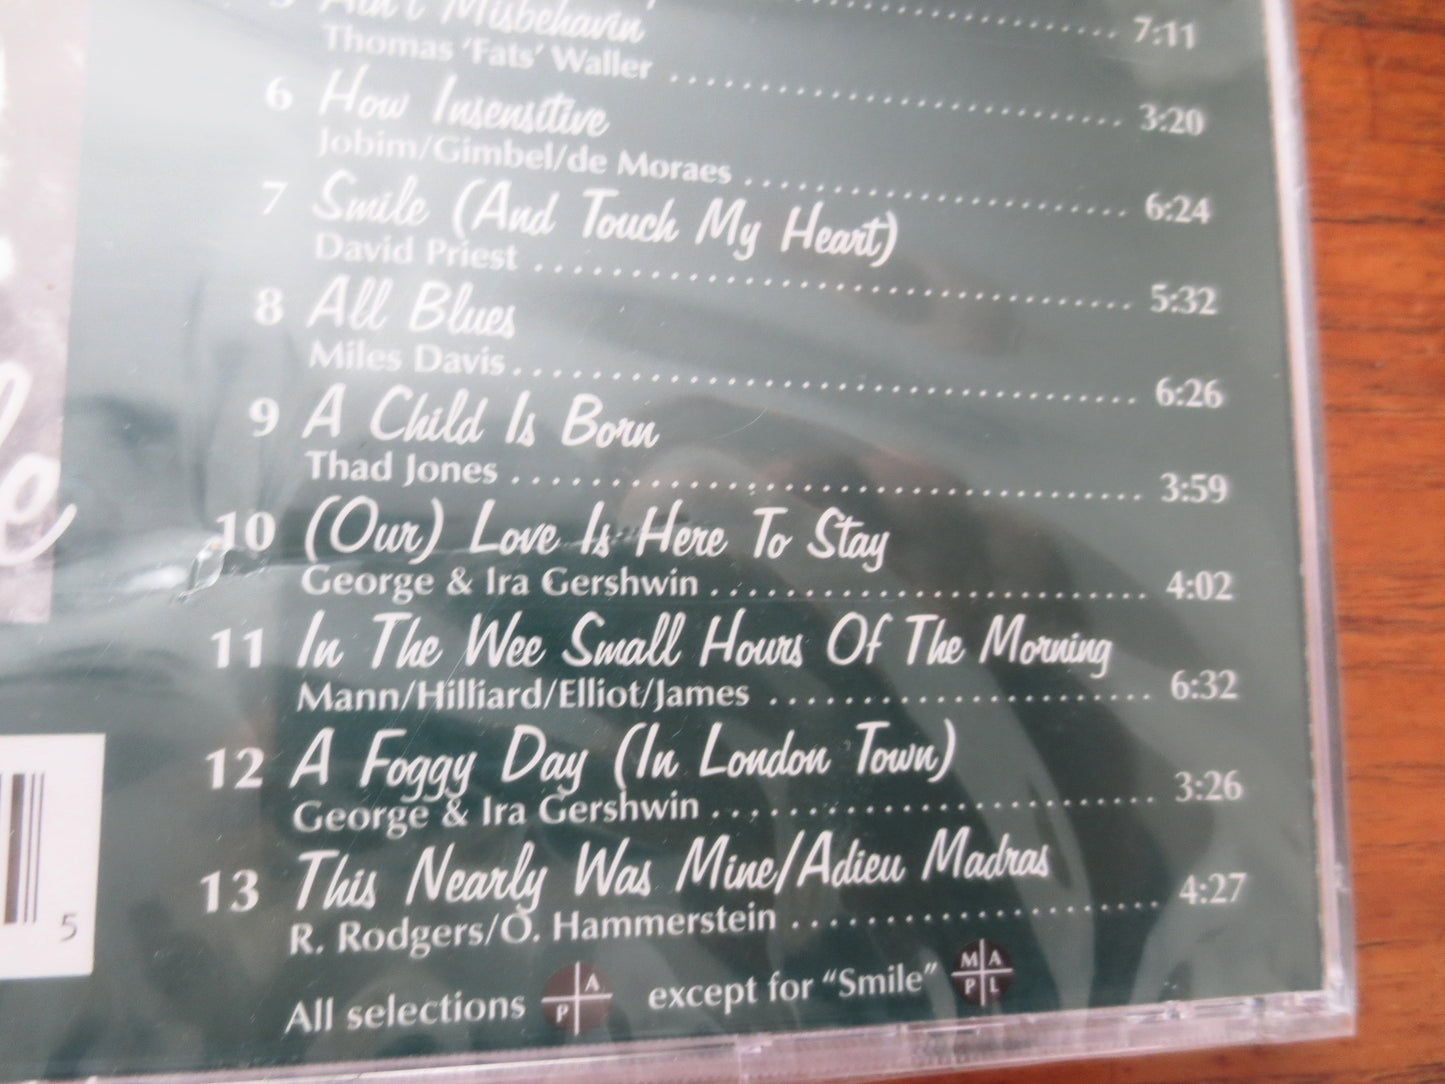 5 Ain't Misbehavin'
7:11
Thomas 'Fats' Waller
3:20
6 How Insensitive
Jobim/Gimbel/de Moraes
6:24
7 Smile (And Touch My Heart)
David Priest
5:32
8 All Blues
Miles Davis
6:26
9 A Child Is Born
Thad Jones
3:59
10 (Our) Love Is Here To Stay
George & Ira Gershwin
4:02
11 In The Wee Small Hours Of The Morning
Mann/Hilliard/Elliot/James
6:32
12 A Foggy Day (In London Town)
George & Ira Gershwin
3:26
13 This Nearly Was Mine/Adieu Madras
R. Rodgers/O. Hammerstein
4:27
All selections A P except for "Smile" M A P L
5